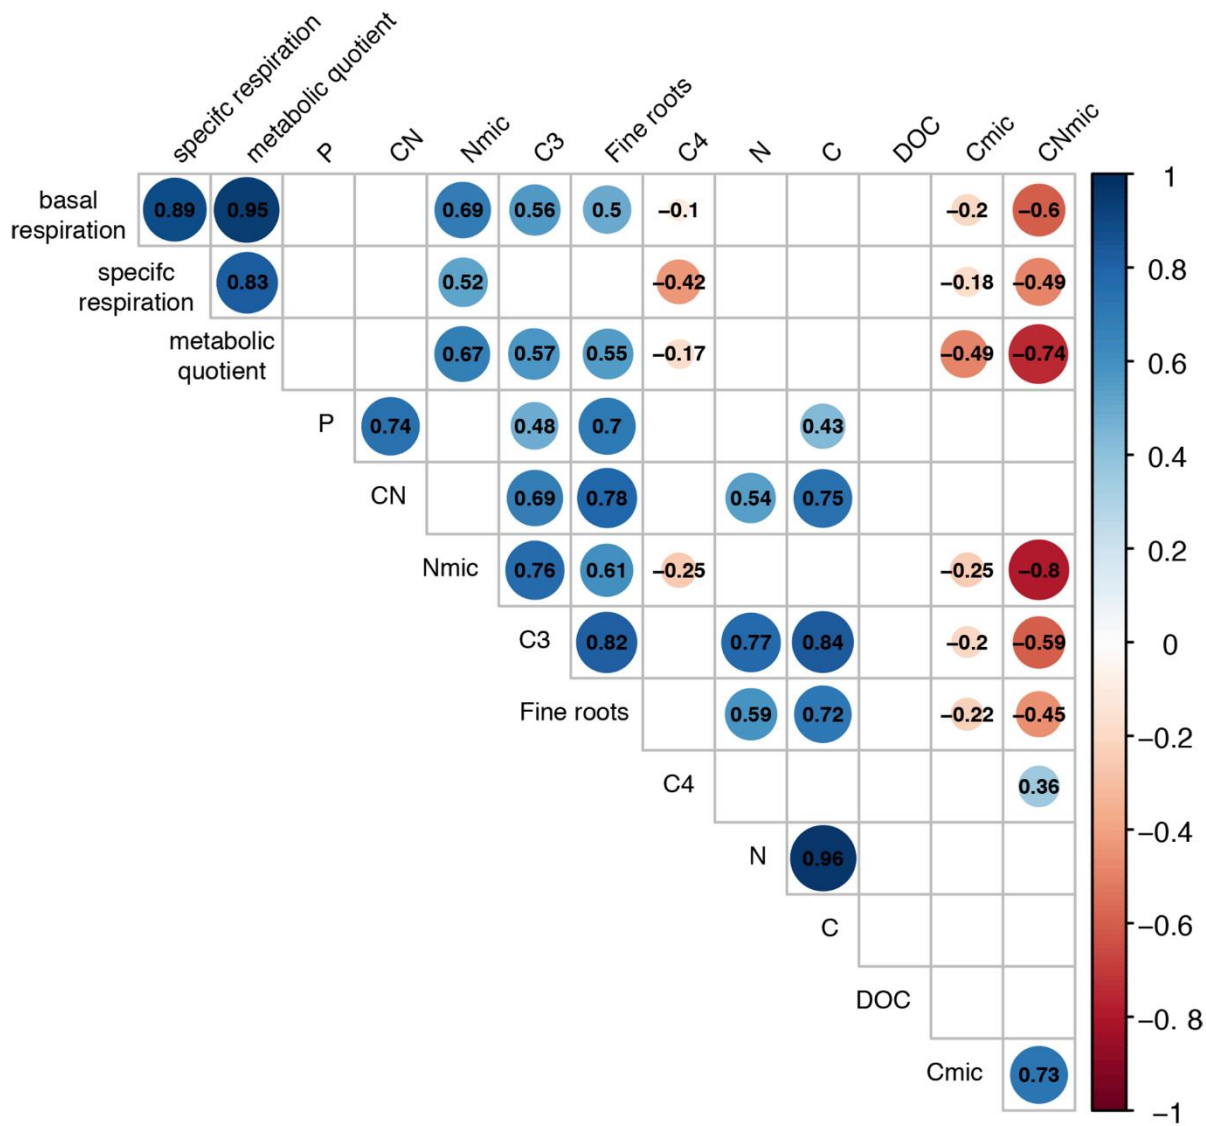 specifc respiration
metabolic quotient
P
CN
Nmic
C3
Fine roots
C4
N
C
DOC
Cmic
CNmic
basal
respiration
0.89 0.95 0.69 0.56 0.5 −0.1 −0.2 −0.6
specifc
respiration
0.83 0.52 −0.42 −0.18 −0.49
metabolic
quotient
0.67 0.57 0.55 −0.17 −0.49 −0.74
P 0.74 0.48 0.7 0.43
CN 0.69 0.78 0.54 0.75
Nmic 0.76 0.61 −0.25 −0.25 −0.8
C3 0.82 0.77 0.84 −0.2 −0.59
Fine roots 0.59 0.72 −0.22 −0.45
C4 0.36
N 0.96
C
DOC
Cmic 0.73
1
0.8
0.6
0.4
0.2
0
−0.2
−0.4
−0.6
−0. 8
−1